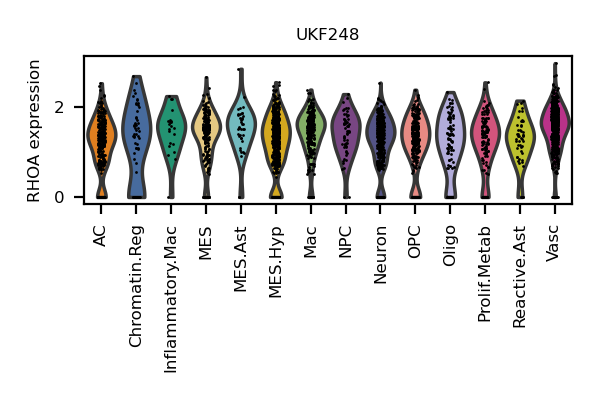 UKF248
RHOA expression
2
0
AC
Chromatin.Reg
Inflammatory.Mac
MES
MES.Ast
MES.Hyp
Mac
NPC
Neuron
OPC
Oligo
Prolif.Metab
Reactive.Ast
Vasc